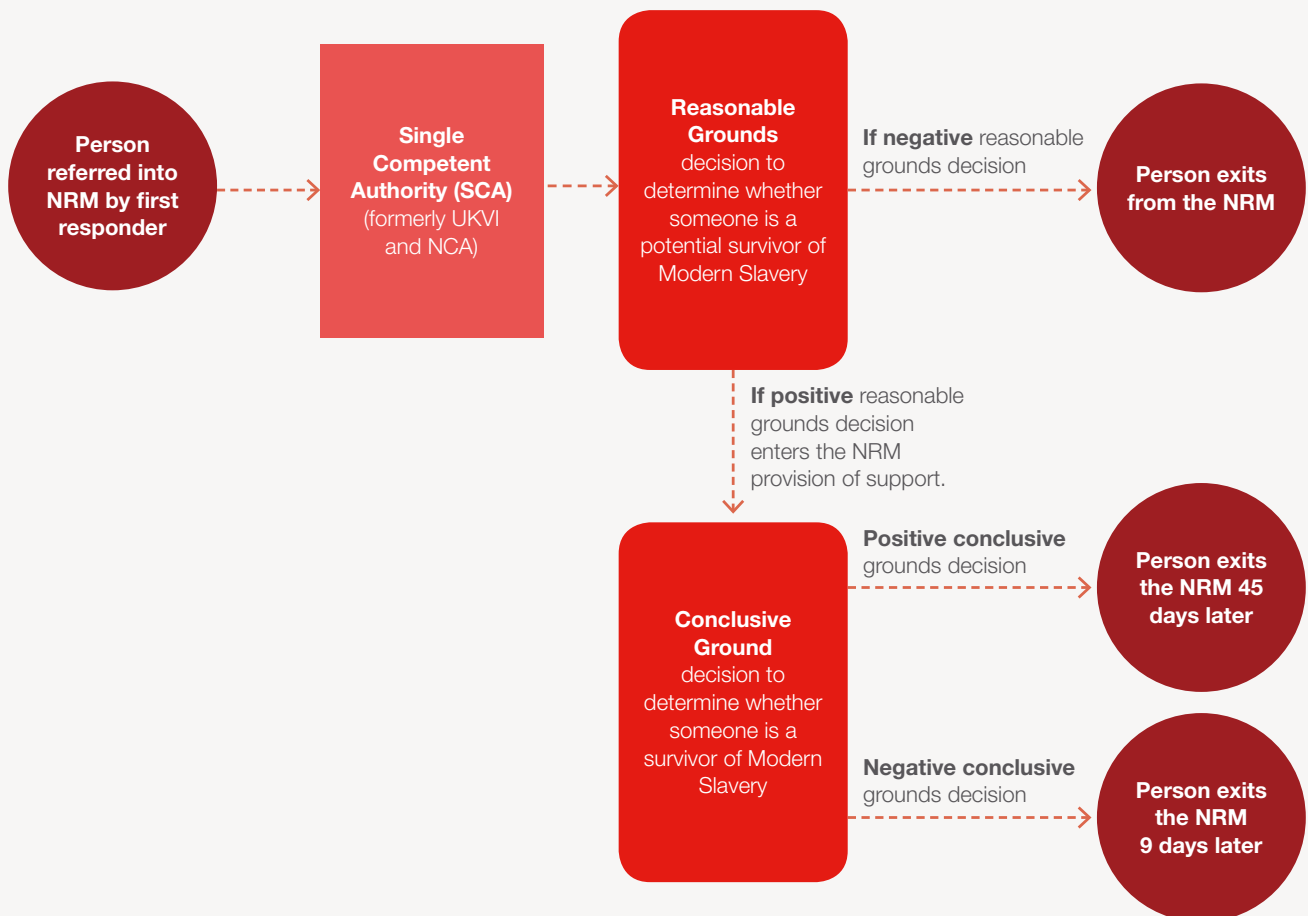 Person
referred into
NRM by first
responder
Single
Competent
Authority (SCA)
(formerly UKVI
and NCA)
Reasonable
Grounds
decision to
determine whether
someone is a
potential survivor of
Modern Slavery
If negative reasonable
grounds decision
Person exits
from the NRM
If positive reasonable
grounds decision
enters the NRM
provision of support.
Conclusive
Ground
decision to
determine whether
someone is a
survivor of Modern
Slavery
Positive conclusive
grounds decision
Person exits
the NRM 45
days later
Negative conclusive
grounds decision
Person exits
the NRM
9 days later